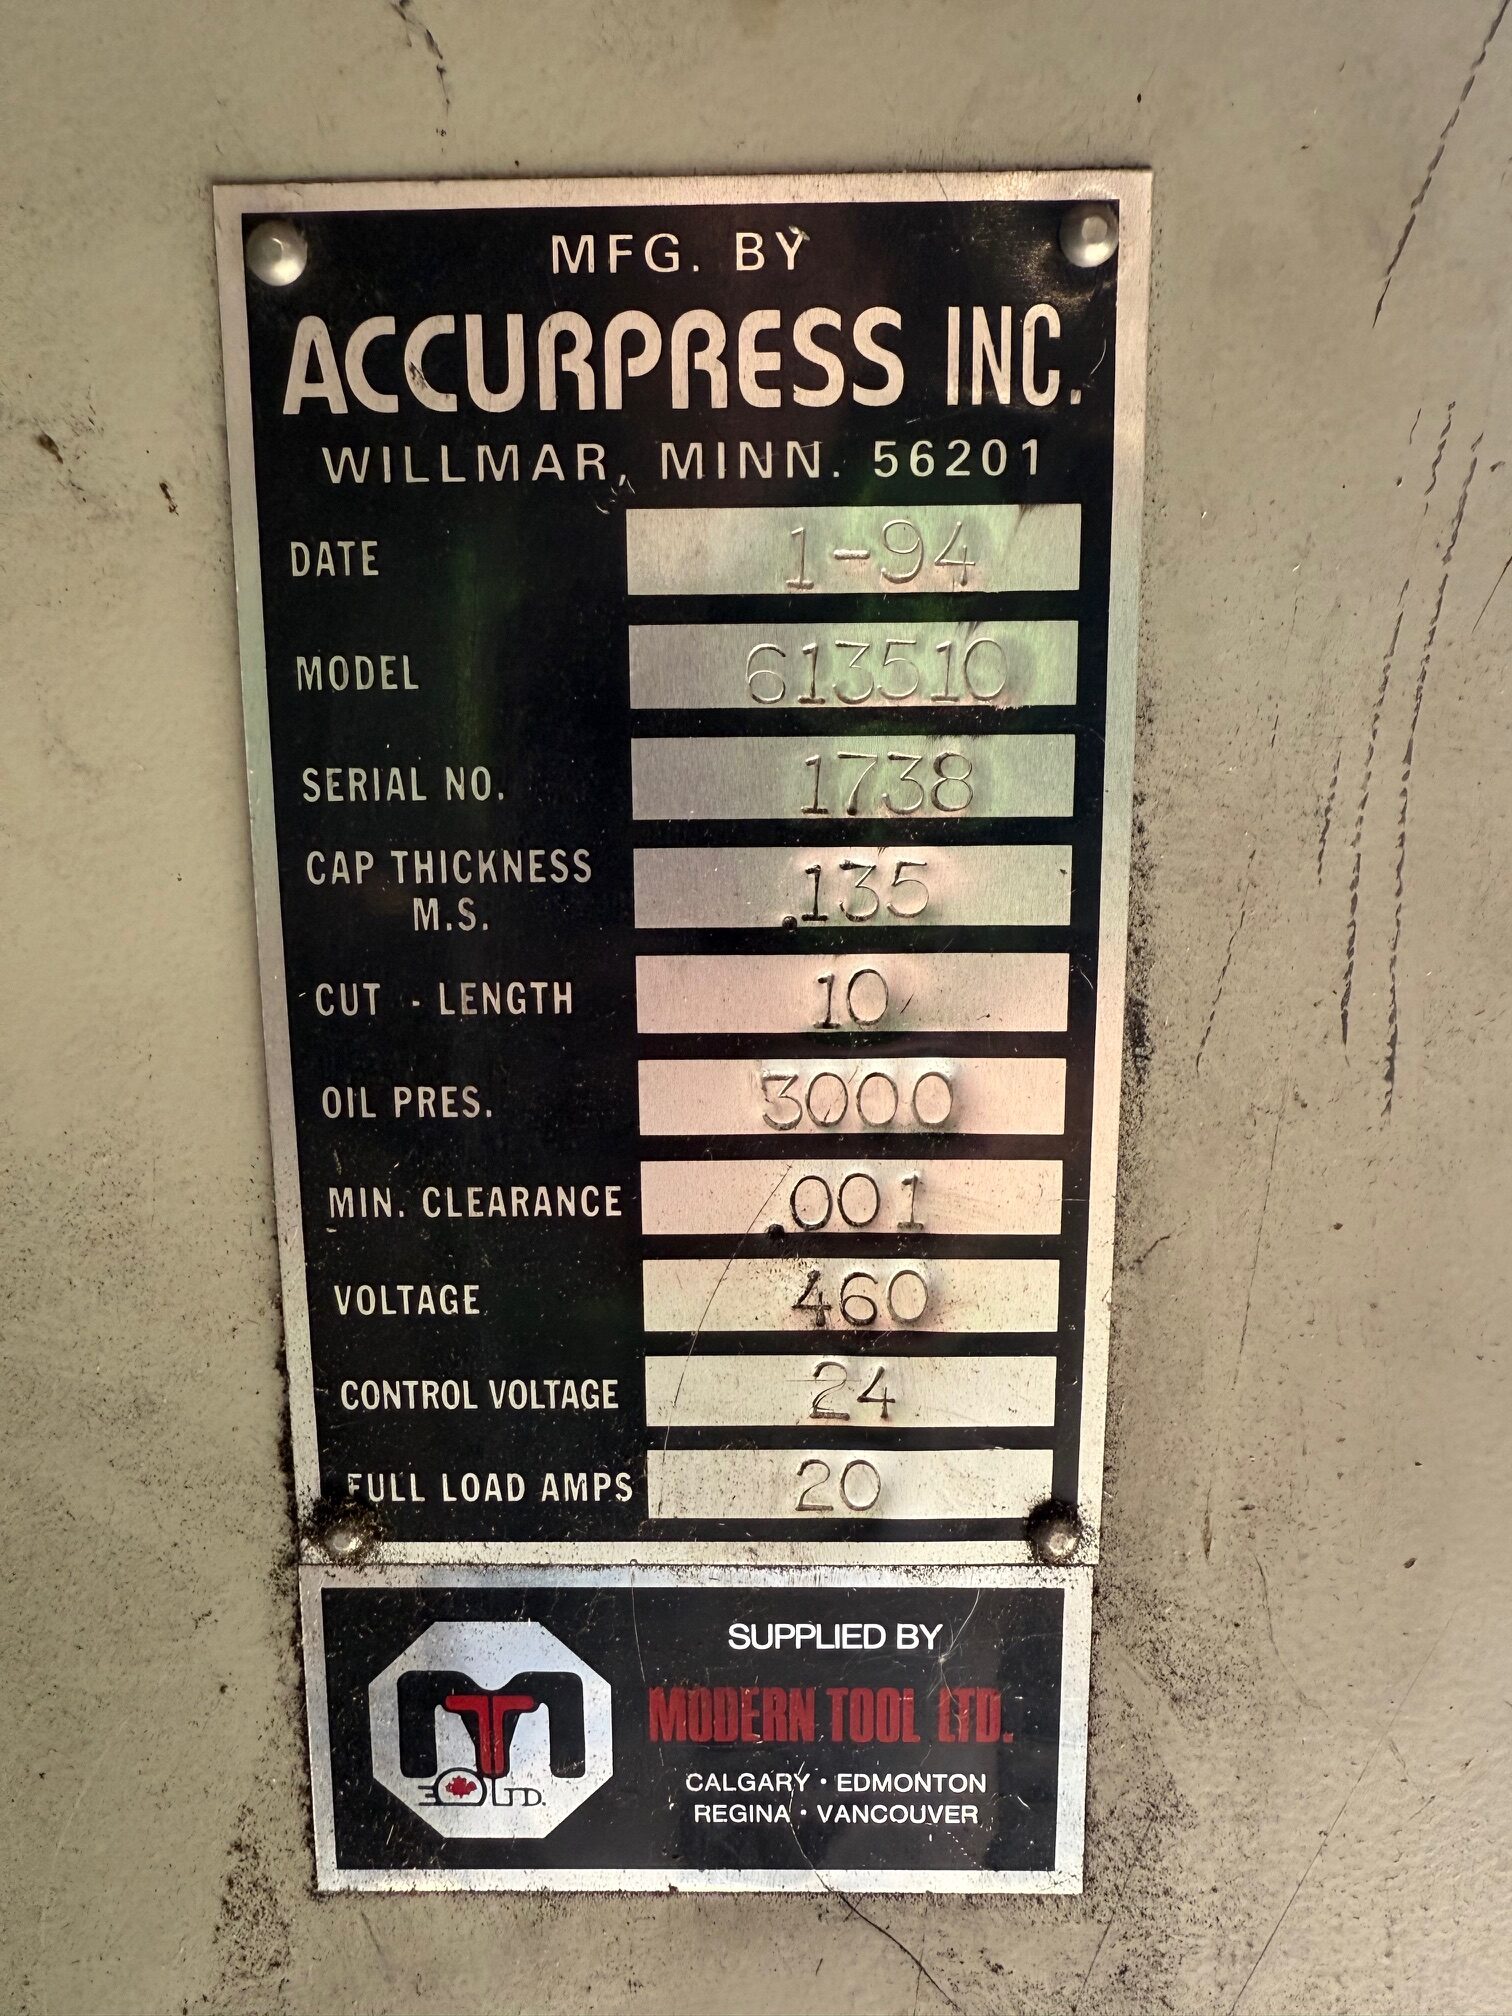 MFG. BY
ACCURPRESS INC.
WILLMAR, MINN. 56201
DATE 1-94
MODEL 613510
SERIAL NO. 1738
CAP THICKNESS
M.S. .135
CUT - LENGTH 10
OIL PRES. 3000
MIN. CLEARANCE .001
VOLTAGE 460
CONTROL VOLTAGE 24
FULL LOAD AMPS 20
SUPPLIED BY
MODERN TOOL LTD.
CALGARY · EDMONTON
REGINA · VANCOUVER
MT
LTD.